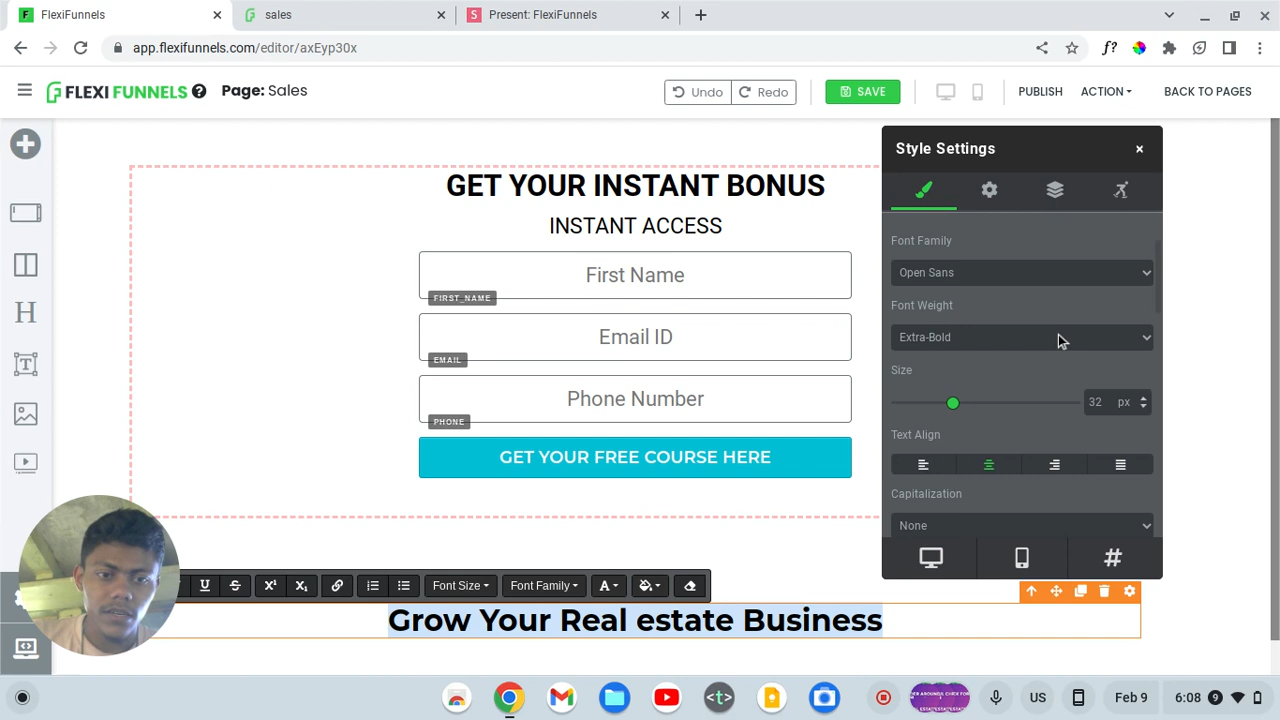 FlexiFunnels
sales
Present: FlexiFunnels
app.flexifunnels.com/editor/axEyp30x
f?
FLEXI FUNNELS
Page: Sales
Undo
Redo
SAVE
PUBLISH
ACTION
BACK TO PAGES
Style Settings
GET YOUR INSTANT BONUS
INSTANT ACCESS
First Name
FIRST_NAME
Email ID
EMAIL
Phone Number
PHONE
GET YOUR FREE COURSE HERE
Font Family
Open Sans
Font Weight
Extra-Bold
Size
32 px
Text Align
Capitalization
None
Font Size
Font Family
A
Grow Your Real estate Business
US
Feb 9
6:08